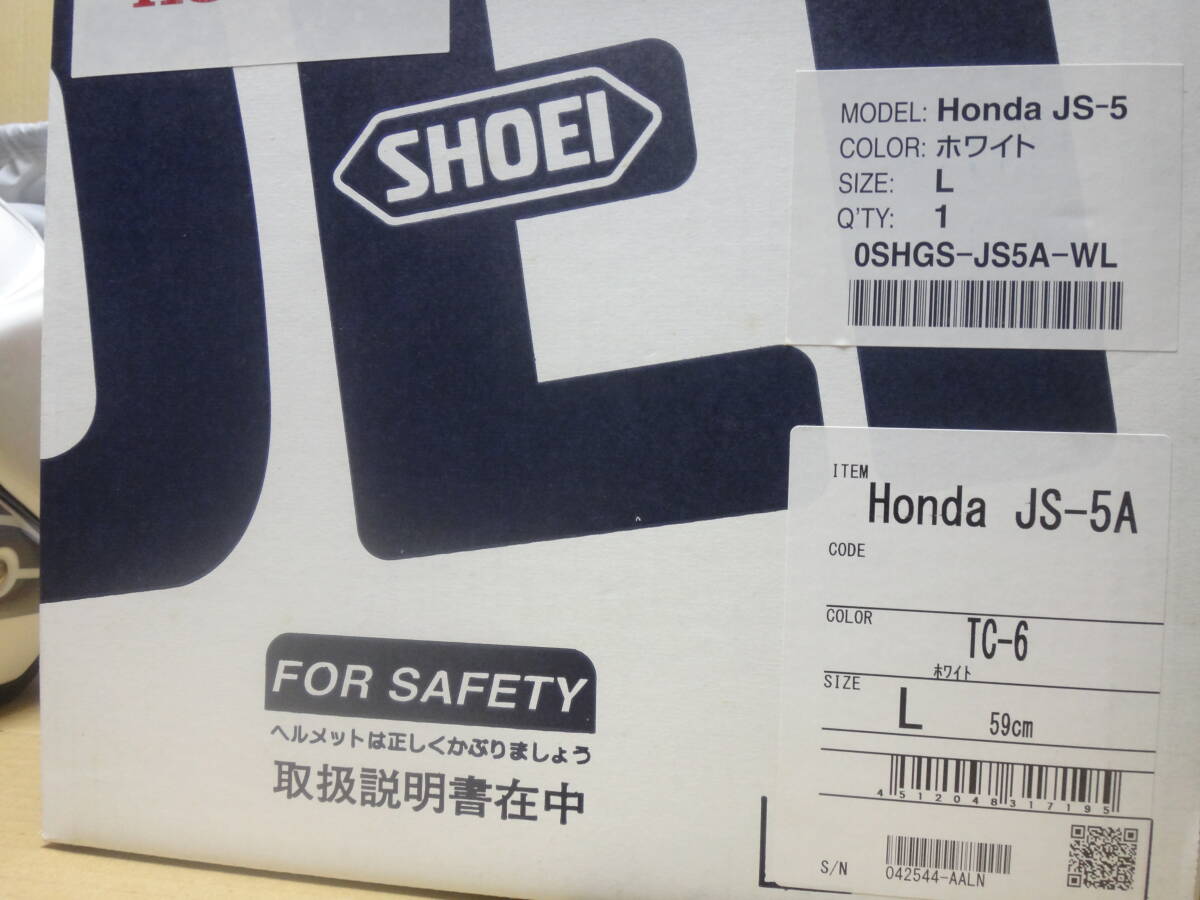 SHOEI
MODEL: Honda JS-5
COLOR: ホワイト
SIZE: L
Q'TY: 1
0SHGS-JS5A-WL
ITEM
Honda JS-5A
CODE
COLOR
TC-6
ﾎﾜｲﾄ
SIZE
L 59cm
4512048317195
S/N
042544-AALN
FOR SAFETY
ヘルメットは正しくかぶりましょう
取扱説明書在中